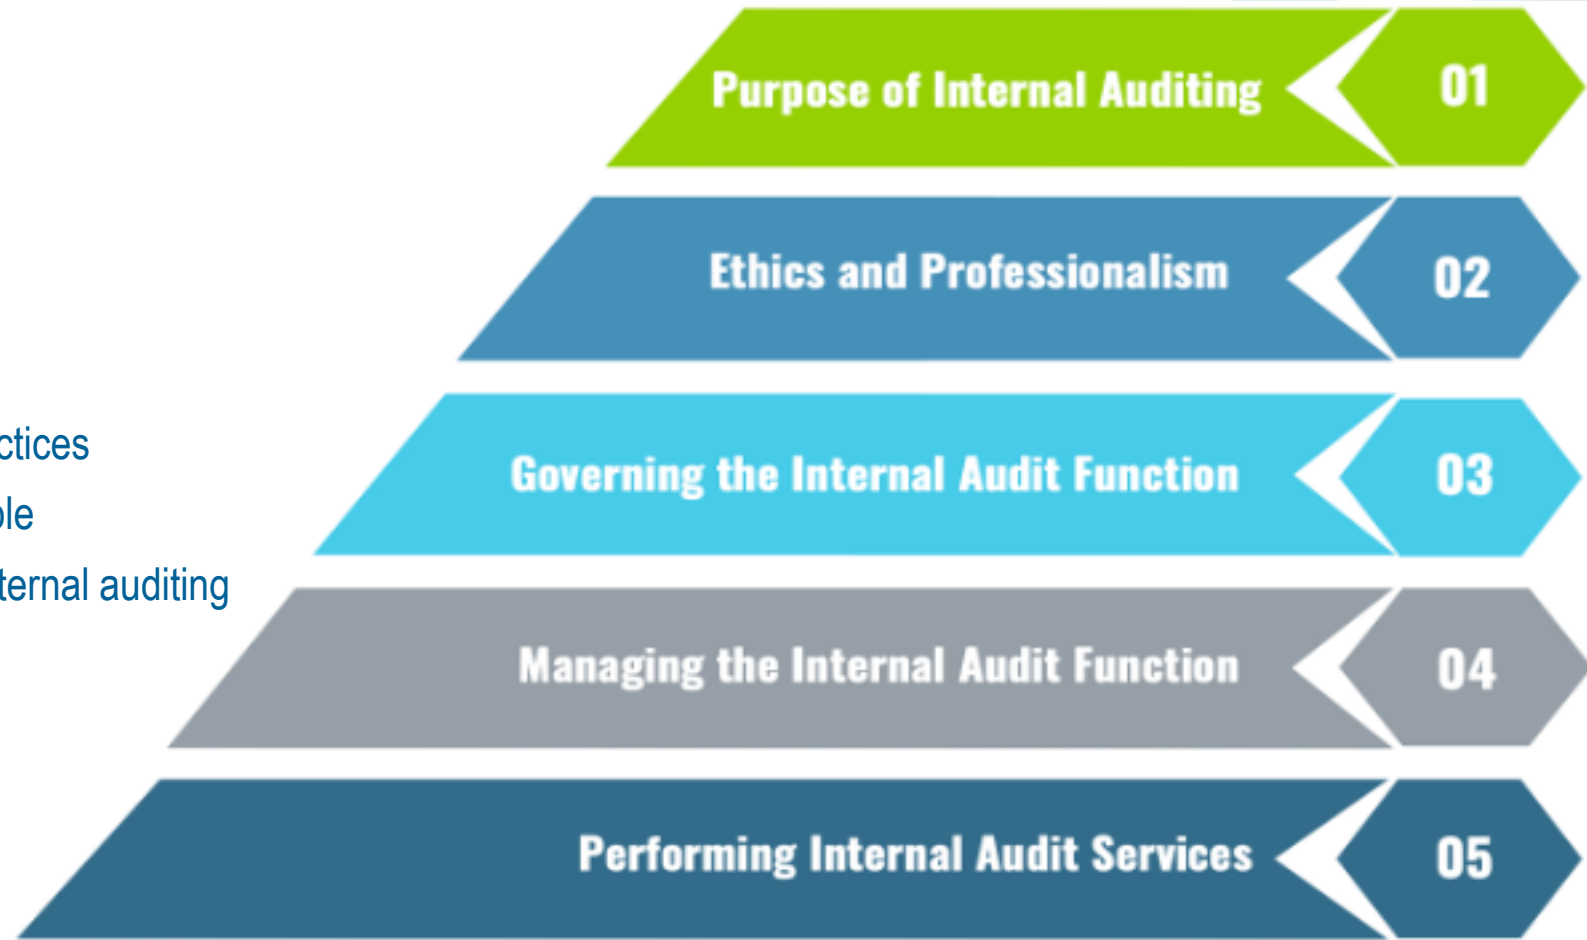 Purpose of Internal Auditing 01
Ethics and Professionalism 02
ctices
ole
ternal auditing
Governing the Internal Audit Function 03
Managing the Internal Audit Function 04
Performing Internal Audit Services 05